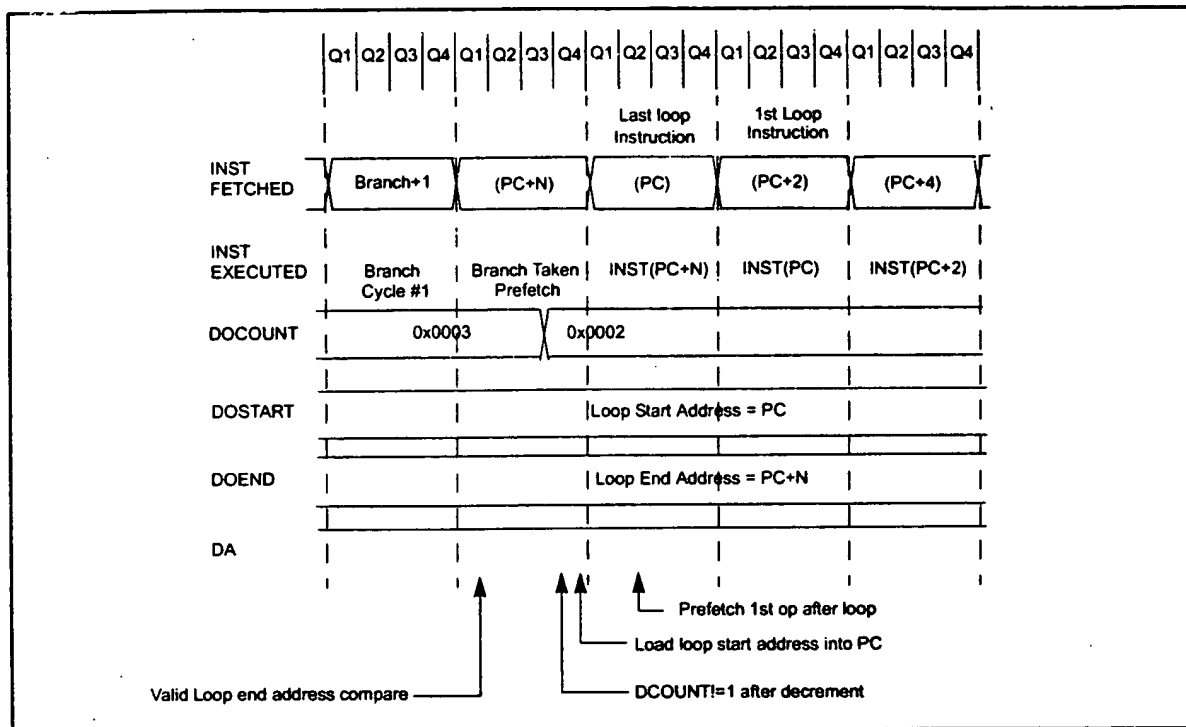 Q1 Q2 Q3 Q4 Q1 Q2 Q3 Q4 Q1 Q2 Q3 Q4 Q1 Q2 Q3 Q4 Q1 Q2 Q3 Q4
Last loop Instruction
1st Loop Instruction
INST FETCHED
Branch+1 (PC+N) (PC) (PC+2) (PC+4)
INST EXECUTED
Branch Cycle #1
Branch Taken Prefetch
INST(PC+N) INST(PC) INST(PC+2)
DOCOUNT 0x0003 0x0002
DOSTART Loop Start Address = PC
DOEND Loop End Address = PC+N
DA
Prefetch 1st op after loop
Load loop start address into PC
Valid Loop end address compare
DCOUNT!=1 after decrement